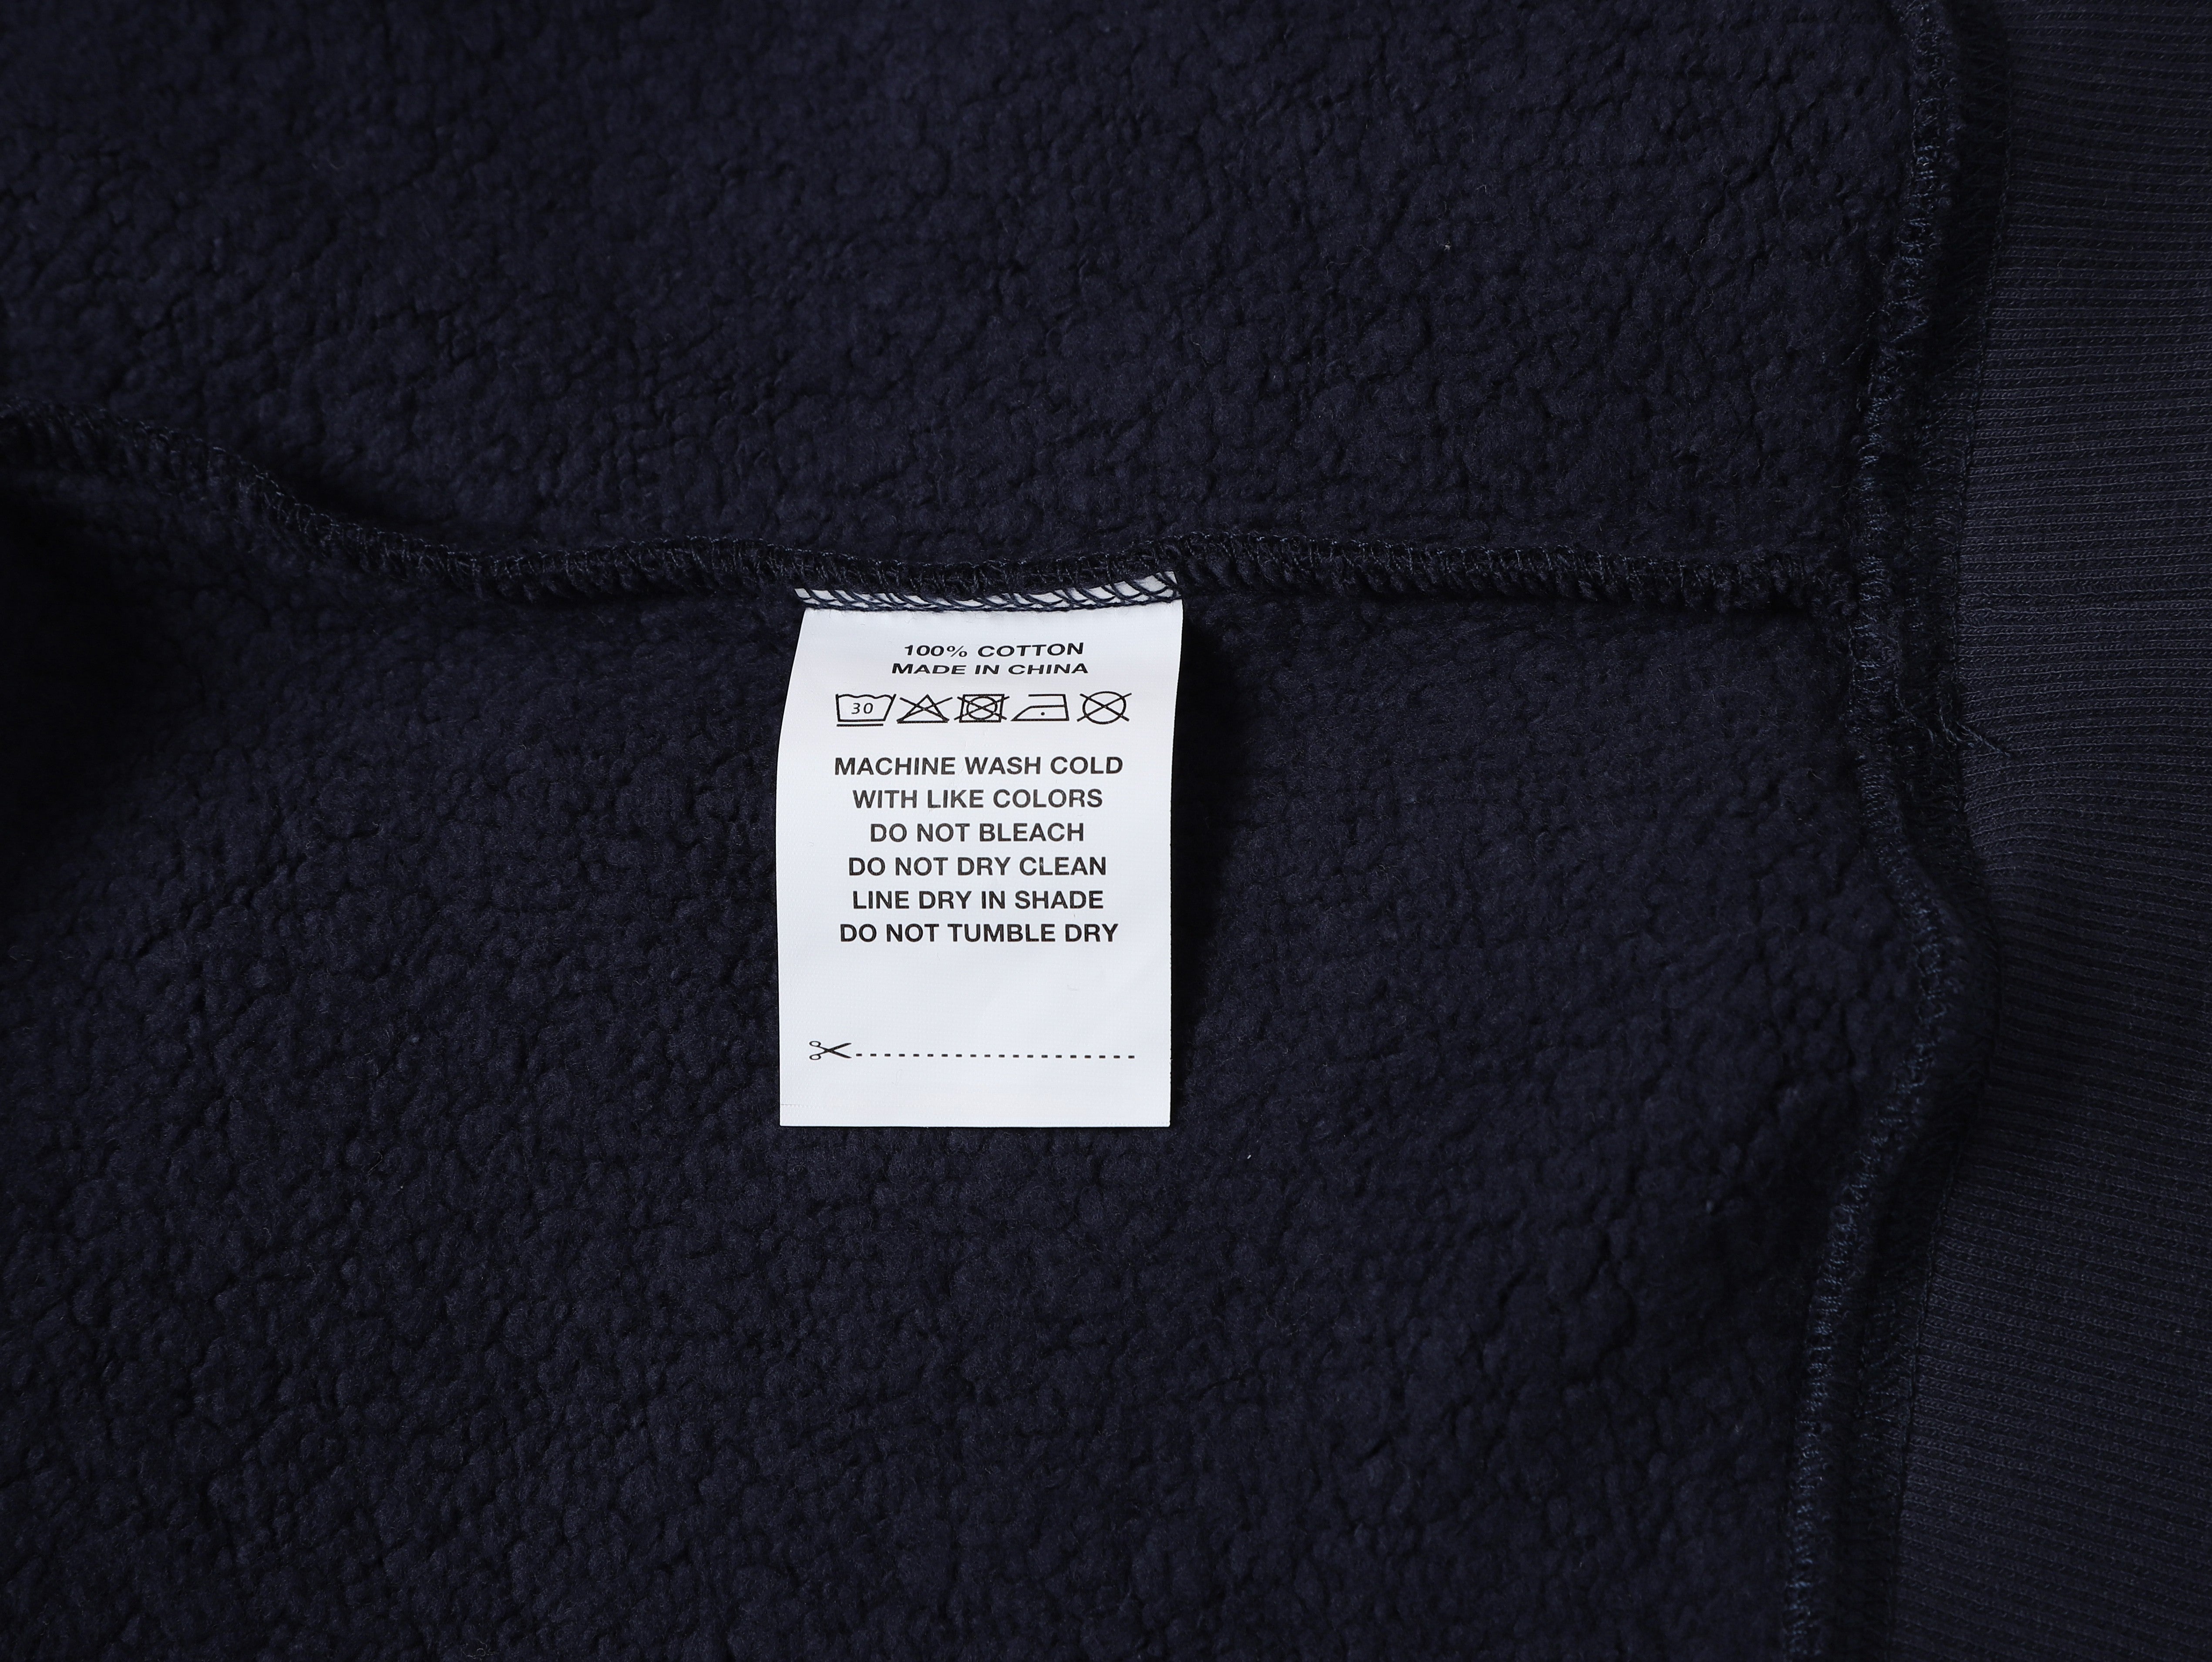 100% COTTON
MADE IN CHINA
30
MACHINE WASH COLD
WITH LIKE COLORS
DO NOT BLEACH
DO NOT DRY CLEAN
LINE DRY IN SHADE
DO NOT TUMBLE DRY